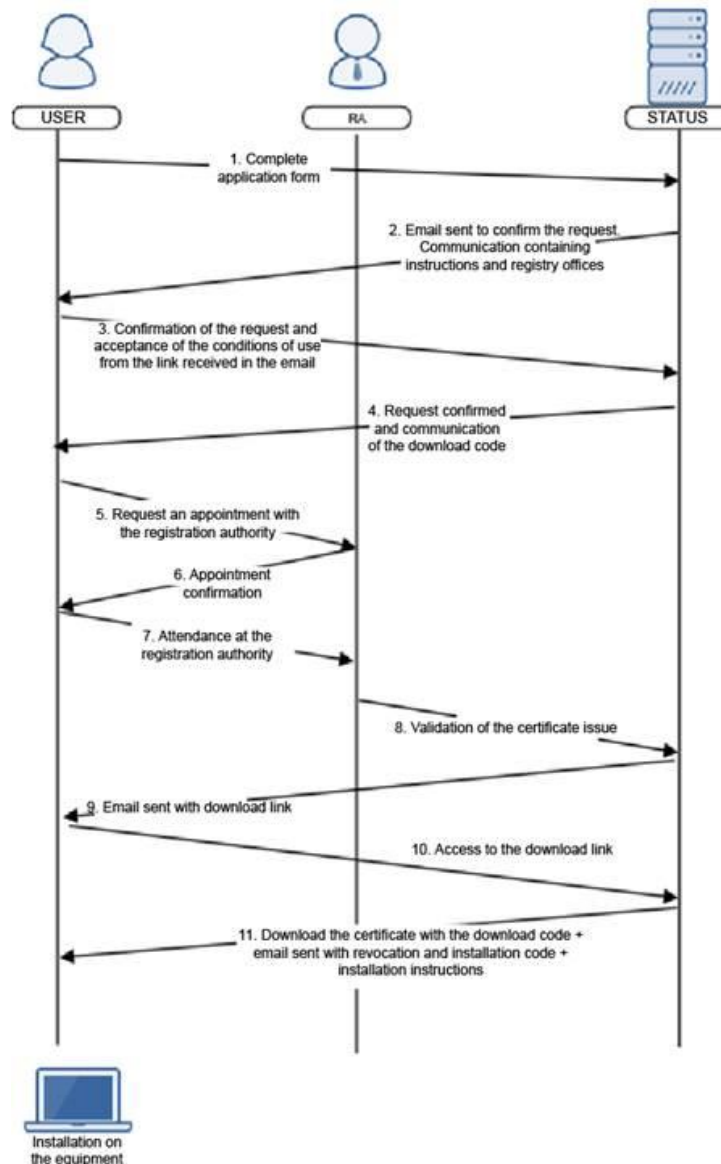 USER
RA
STATUS
1. Complete
application form
2. Email sent to confirm the request.
Communication containing
instructions and registry offices
3. Confirmation of the request and
acceptance of the conditions of use
from the link received in the email
4. Request confirmed
and communication
of the download code
5. Request an appointment with
the registration authority
6. Appointment
confirmation
7. Attendance at the
registration authority
8. Validation of the certificate issue
9. Email sent with download link
10. Access to the download link
11. Download the certificate with the download code +
email sent with revocation and installation code +
installation instructions
Installation on
the equipment